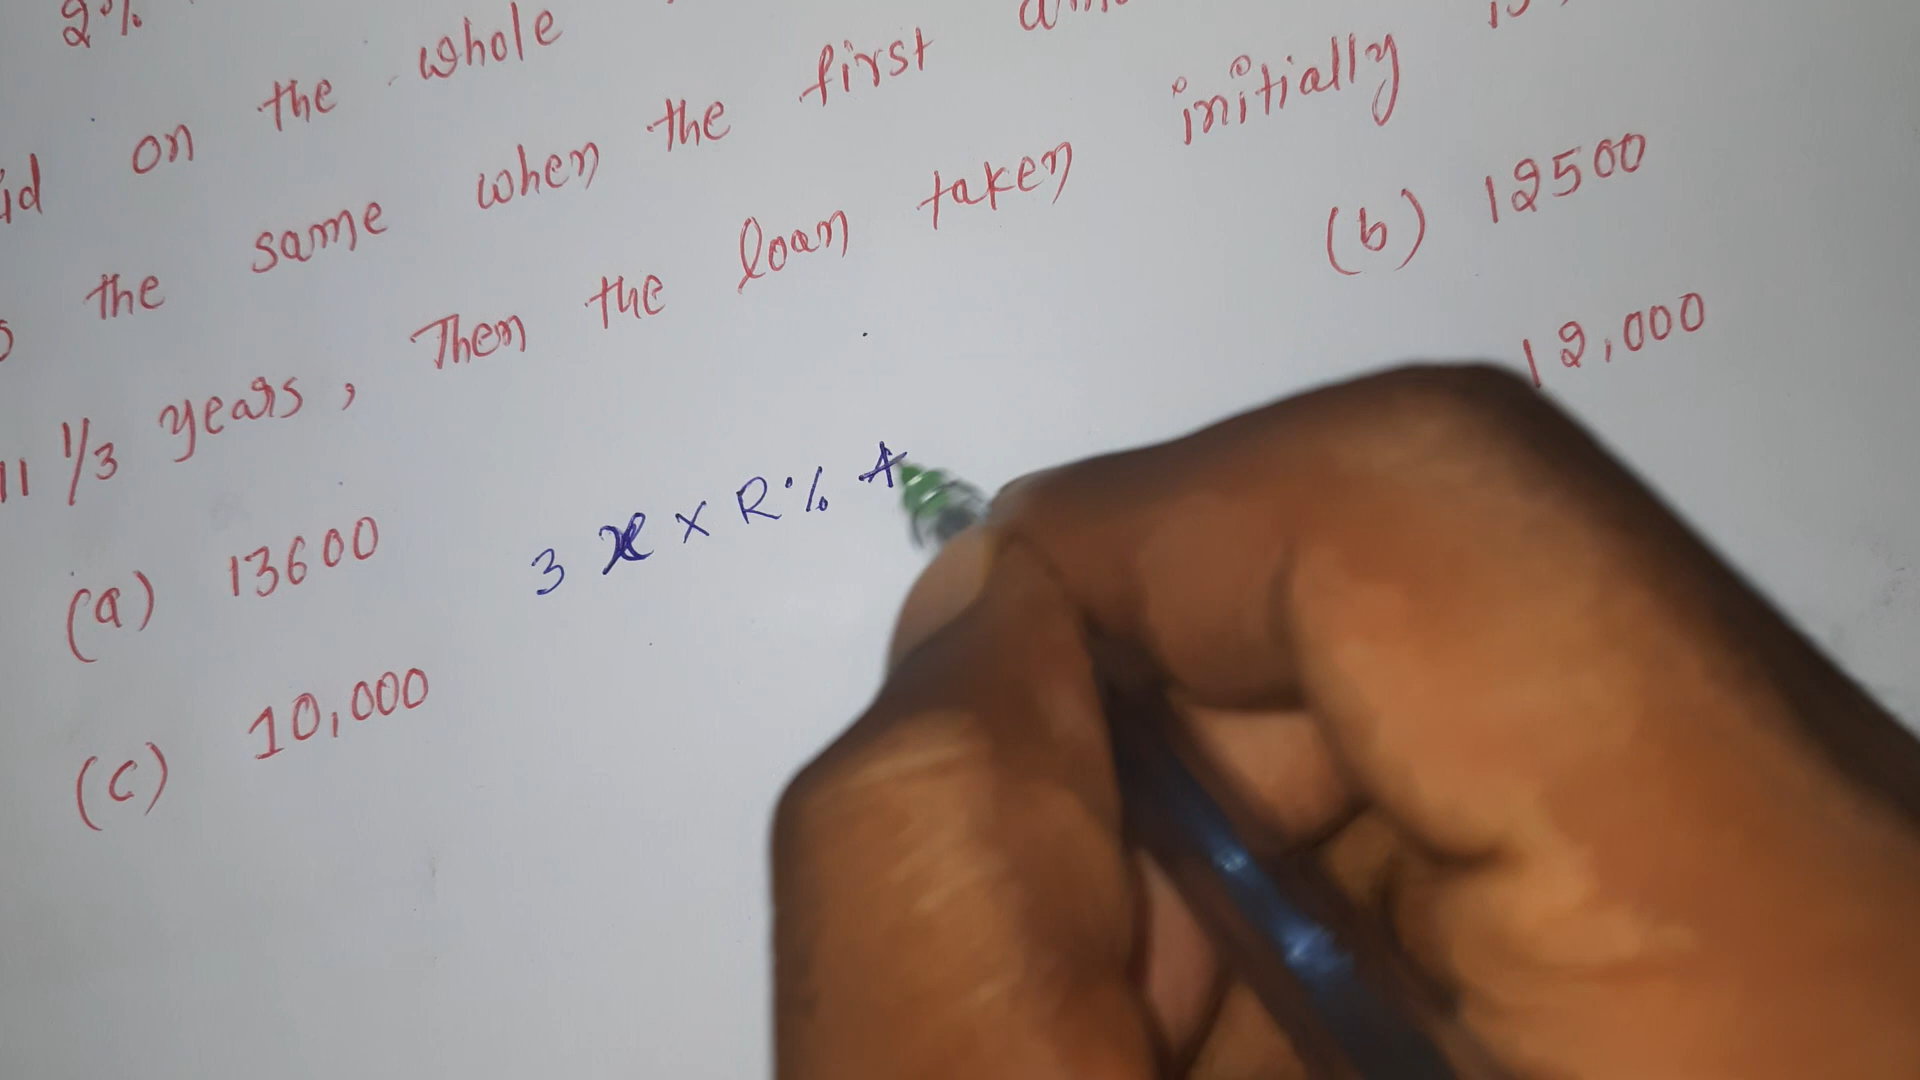 2%
on the whole
the same when the first
11 1/3 years, Then the loan taken initially
(a) 13600
(b) 12500
(c) 10,000
12,000
3 x × R%